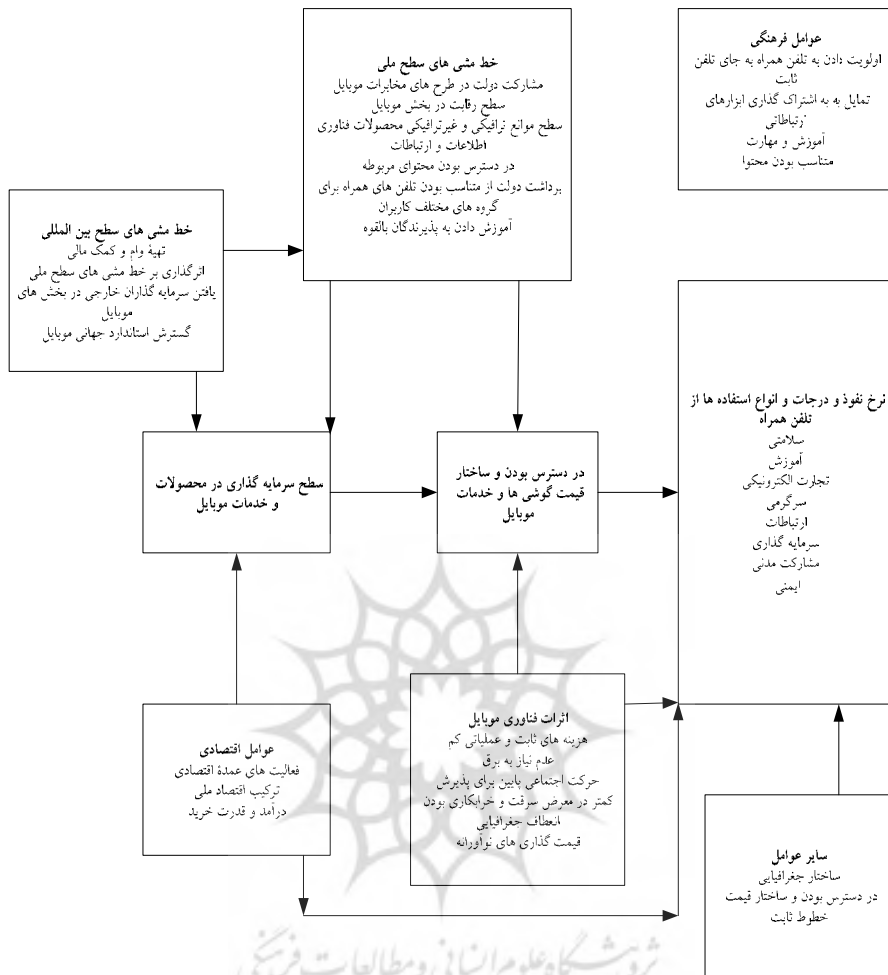 خط مشی های سطح ملی
مشارکت دولت در طرح های مخابرات موبایل
سطح رقابت در بخش موبایل
سطح موانع ترافیکی و غیرترافیکی محصولات فناوری
اطلاعات و ارتباطات
در دسترس بودن محتوای مربوطه
برداشت دولت از متناسب بودن تلفن های همراه برای
گروه های مختلف کاربران
آموزش دادن به پذیرندگان بالقوه
عوامل فرهنگی
اولویت دادن به تلفن همراه به جای تلفن
ثابت
تمایل به به اشتراک گذاری ابزارهای
ارتباطاتی
آموزش و مهارت
متناسب بودن محتوا
خط مشی های سطح بین المللی
تهیۀ وام و کمک مالی
اثرگذاری بر خط مشی های سطح ملی
یافتن سرمایه گذاران خارجی در بخش های
موبایل
گسترش استاندارد جهانی موبایل
سطح سرمایه گذاری در محصولات
و خدمات موبایل
در دسترس بودن و ساختار
قیمت گوشی ها و خدمات
موبایل
نرخ نفوذ و درجات و انواع استفاده ها از
تلفن همراه
سلامتی
آموزش
تجارت الکترونیکی
سرگرمی
ارتباطات
سرمایه گذاری
مشارکت مدنی
ایمنی
عوامل اقتصادی
فعالیت های عمدۀ اقتصادی
ترکیب اقتصاد ملی
درآمد و قدرت خرید
اثرات فناوری موبایل
هزینه های ثابت و عملیاتی کم
عدم نیاز به برق
حرکت اجتماعی پایین برای پذیرش
کمتر در معرض سرقت و خرابکاری بودن
انعطاف جغرافیایی
قیمت گذاری های نوآورانه
سایر عوامل
ساختار جغرافیایی
در دسترس بودن و ساختار قیمت
خطوط ثابت
پژوهشگاه علوم انسانی و مطالعات فرهنگی